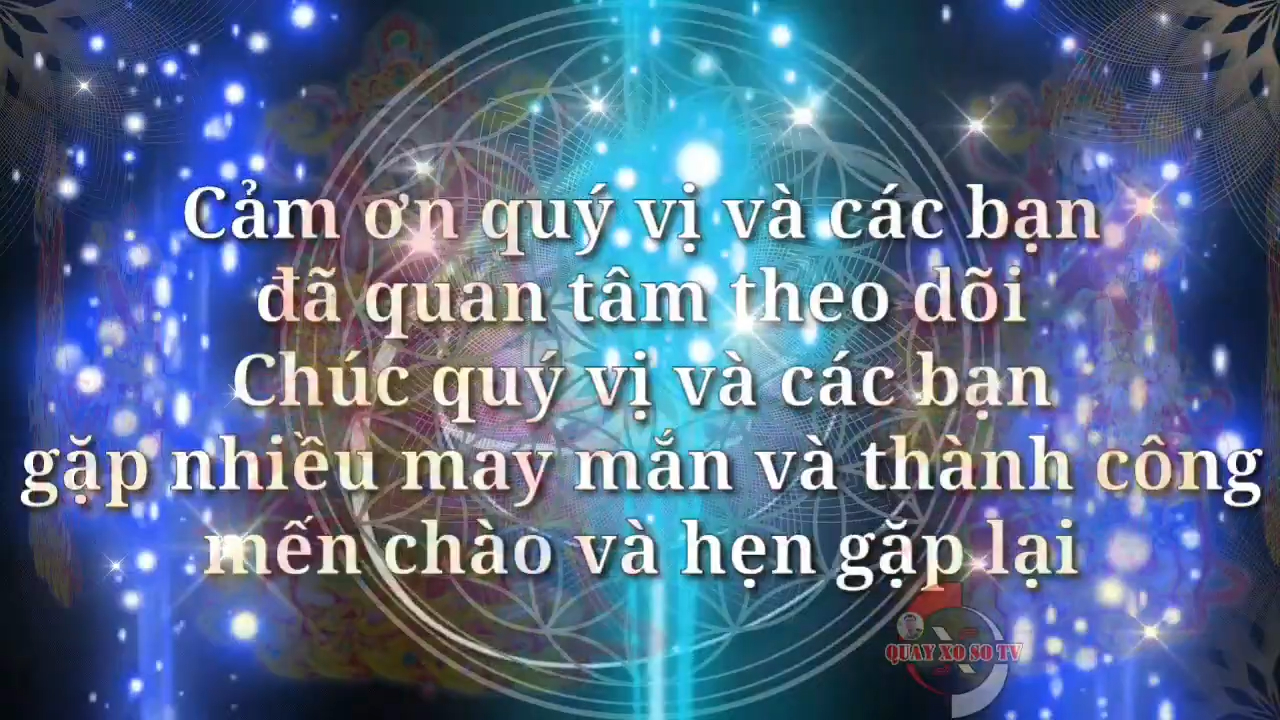 Cảm ơn quý vị và các bạn
đã quan tâm theo dõi
Chúc quý vị và các bạn
gặp nhiều may mắn và thành công
mến chào và hẹn gặp lại
QUAY XO SO TV